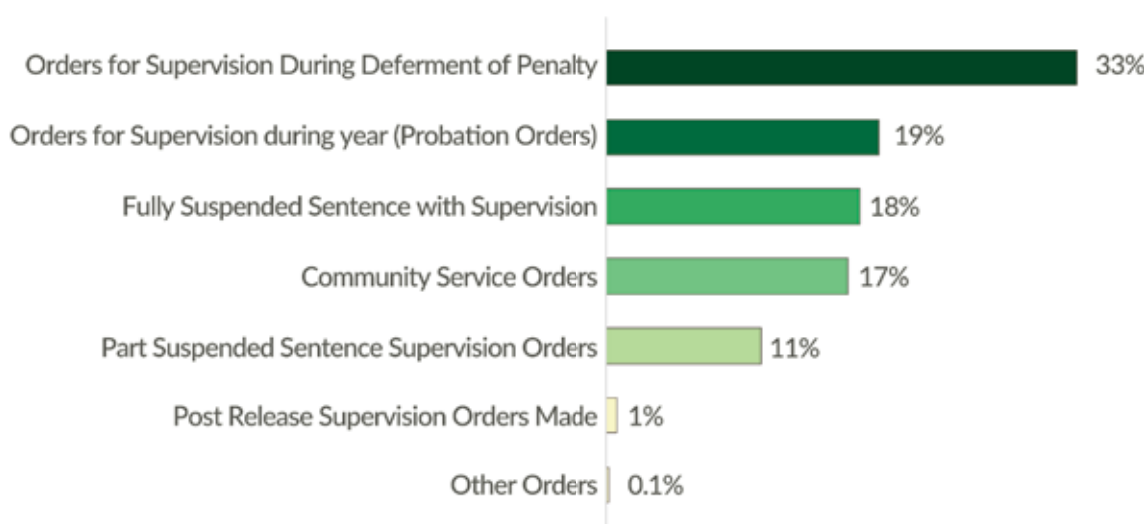 Orders for Supervision During Deferment of Penalty 33%
Orders for Supervision during year (Probation Orders) 19%
Fully Suspended Sentence with Supervision 18%
Community Service Orders 17%
Part Suspended Sentence Supervision Orders 11%
Post Release Supervision Orders Made 1%
Other Orders 0.1%